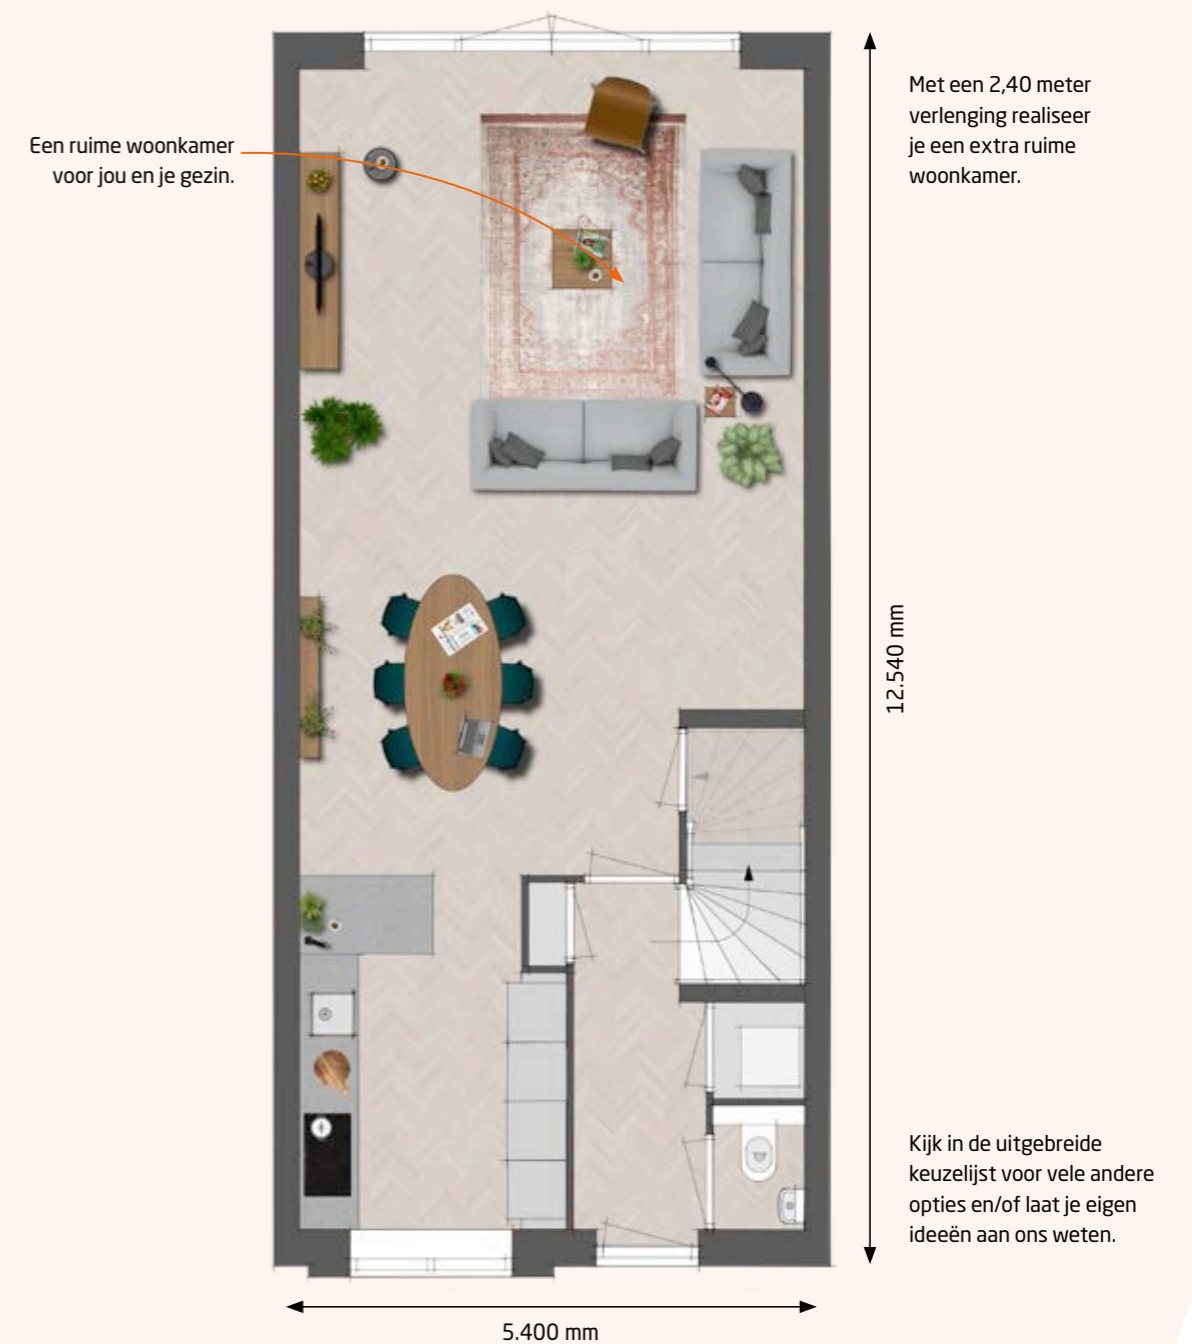 Een ruime woonkamer
voor jou en je gezin.
Met een 2,40 meter
verlenging realiseer
je een extra ruime
woonkamer.
12.540 mm
Kijk in de uitgebreide
keuzelijst voor vele andere
opties en/of laat je eigen
ideeën aan ons weten.
5.400 mm